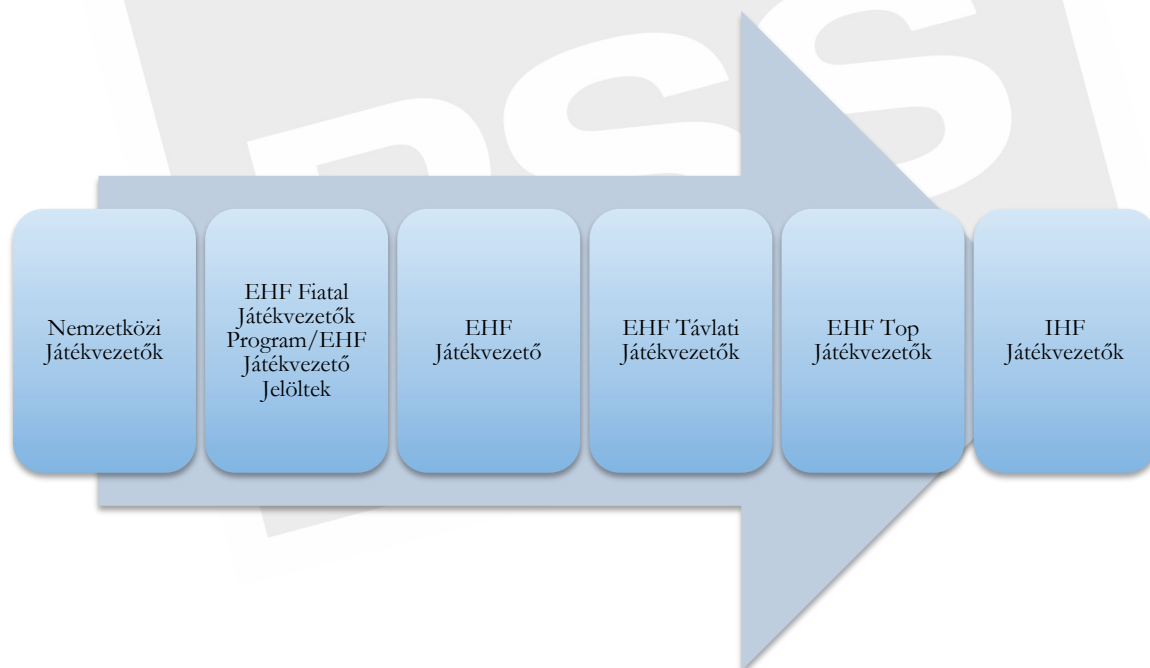 Nemzetközi
Játékvezetők
EHF Fiatal
Játékvezetők
Program/EHF
Játékvezető
Jelöltek
EHF
Játékvezető
EHF Távlati
Játékvezetők
EHF Top
Játékvezetők
IHF
Játékvezetők